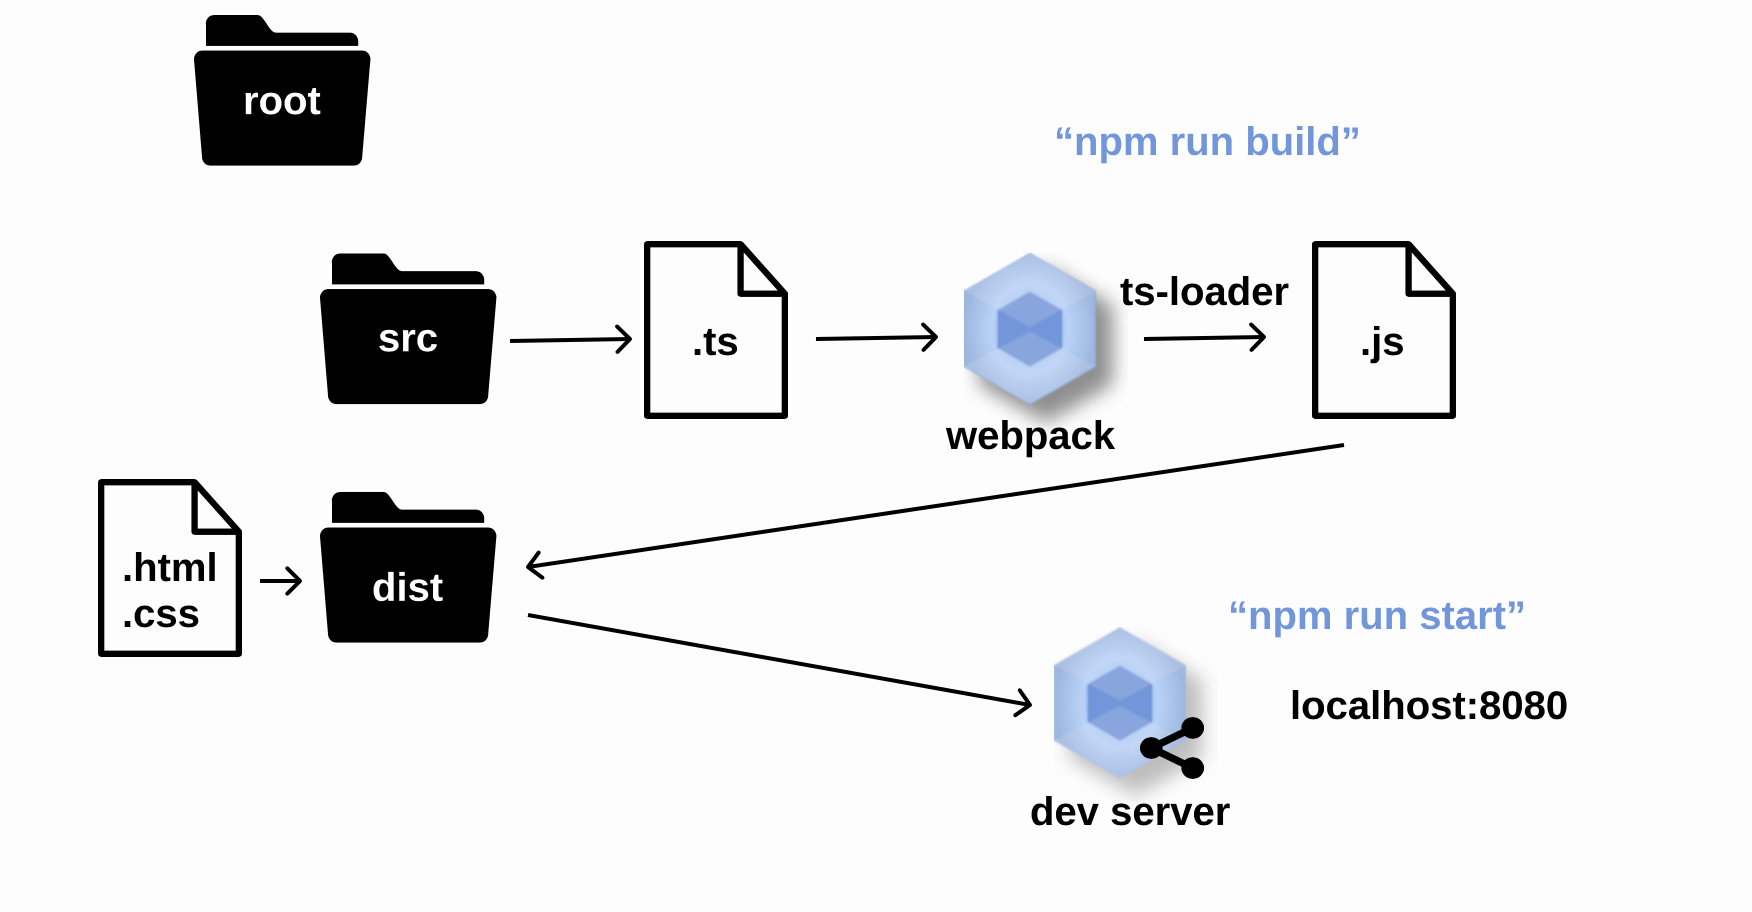 root
“npm run build”
ts-loader
src
.ts
.js
webpack
.html
.css
dist
“npm run start”
localhost:8080
dev server